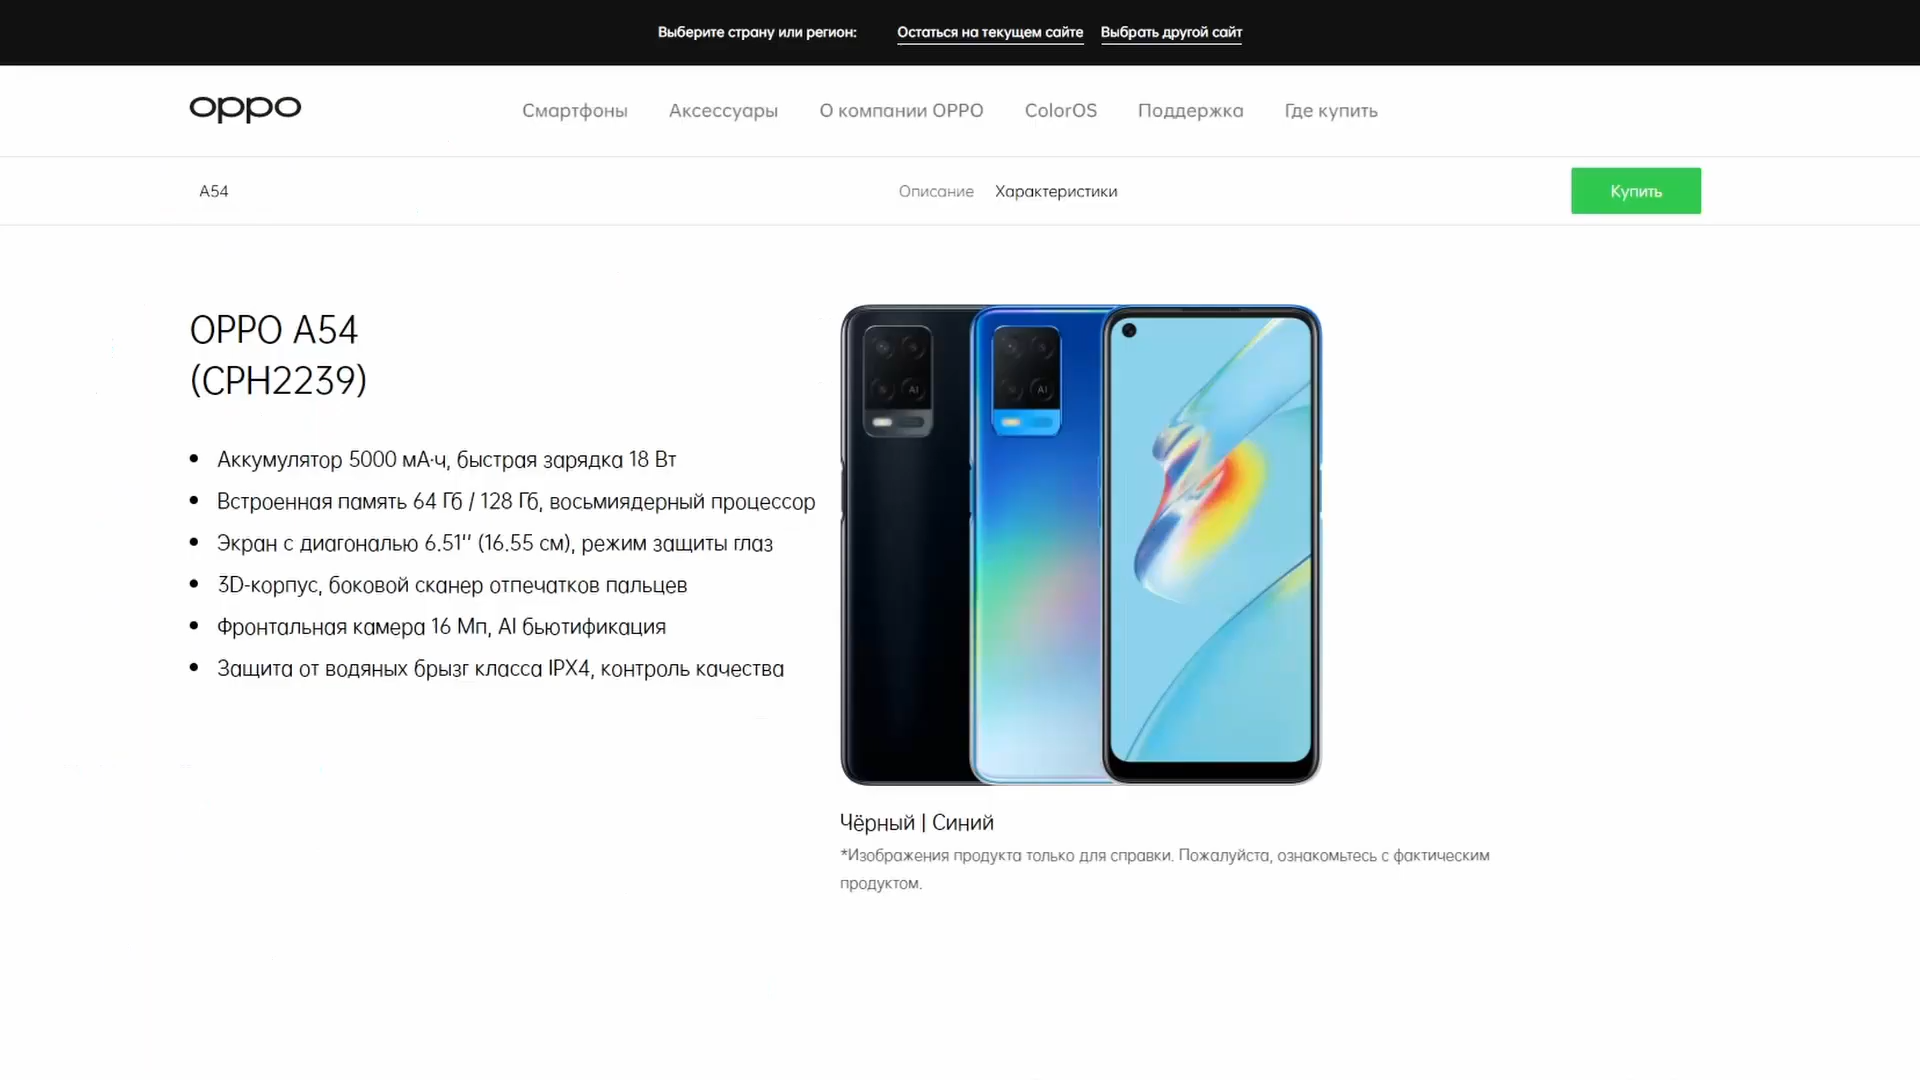 Выберите страну или регион: Остаться на текущем сайте Выбрать другой сайт
oppo Смартфоны Аксессуары О компании OPPO ColorOS Поддержка Где купить
A54 Описание Характеристики Купить
OPPO A54
(CPH2239)
Аккумулятор 5000 мА·ч, быстрая зарядка 18 Вт
Встроенная память 64 Гб / 128 Гб, восьмиядерный процессор
Экран с диагональю 6.51’’ (16.55 см), режим защиты глаз
3D-корпус, боковой сканер отпечатков пальцев
Фронтальная камера 16 Мп, AI бьютификация
Защита от водяных брызг класса IPX4, контроль качества
AI
AI
Чёрный | Синий
*Изображения продукта только для справки. Пожалуйста, ознакомьтесь с фактическим
продуктом.